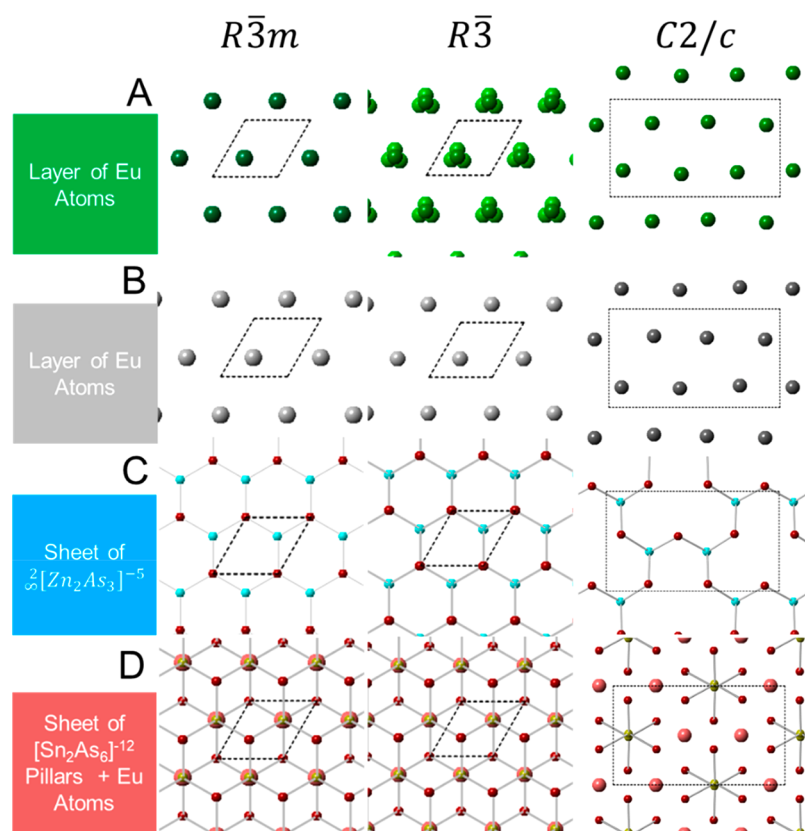 R3̅m R3̅ C2/c
A
Layer of Eu
Atoms
B
Layer of Eu
Atoms
C
Sheet of
²∞[Zn₂As₃]⁻⁵
D
Sheet of
[Sn₂As₆]⁻¹²
Pillars + Eu
Atoms